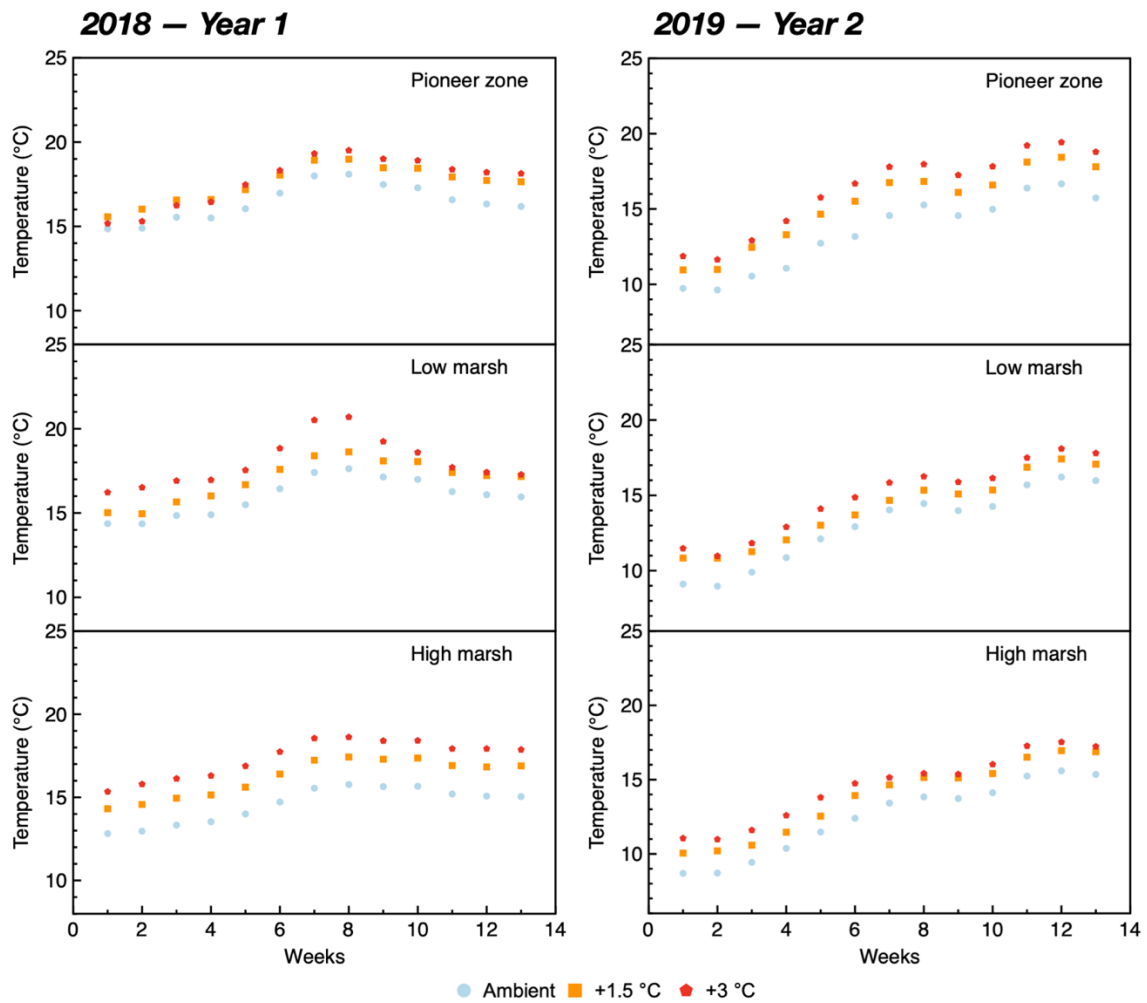 2018 — Year 1
2019 — Year 2
25
Pioneer zone
20
15
10
Temperature (°C)
25
Low marsh
20
15
10
Temperature (°C)
25
High marsh
20
15
10
Temperature (°C)
0 2 4 6 8 10 12 14
Weeks
25
Pioneer zone
20
15
10
Temperature (°C)
25
Low marsh
20
15
10
Temperature (°C)
25
High marsh
20
15
10
Temperature (°C)
0 2 4 6 8 10 12 14
Weeks
Ambient +1.5 °C +3 °C